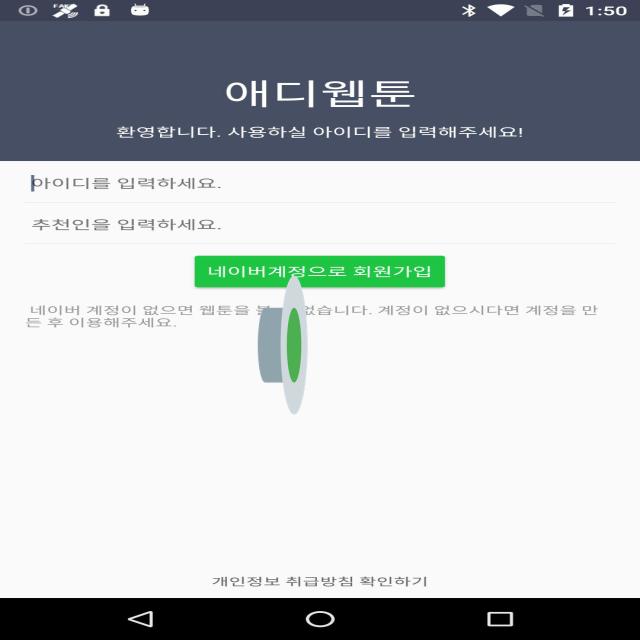 1:50
애디웹툰
환영합니다. 사용하실 아이디를 입력해주세요!
아이디를 입력하세요.
추천인을 입력하세요.
네이버계정으로 회원가입
네이버 계정이 없으면 웹툰을 볼 없습니다. 계정이 없으시다면 계정을 만
든 후 이용해주세요.
개인정보 취급방침 확인하기